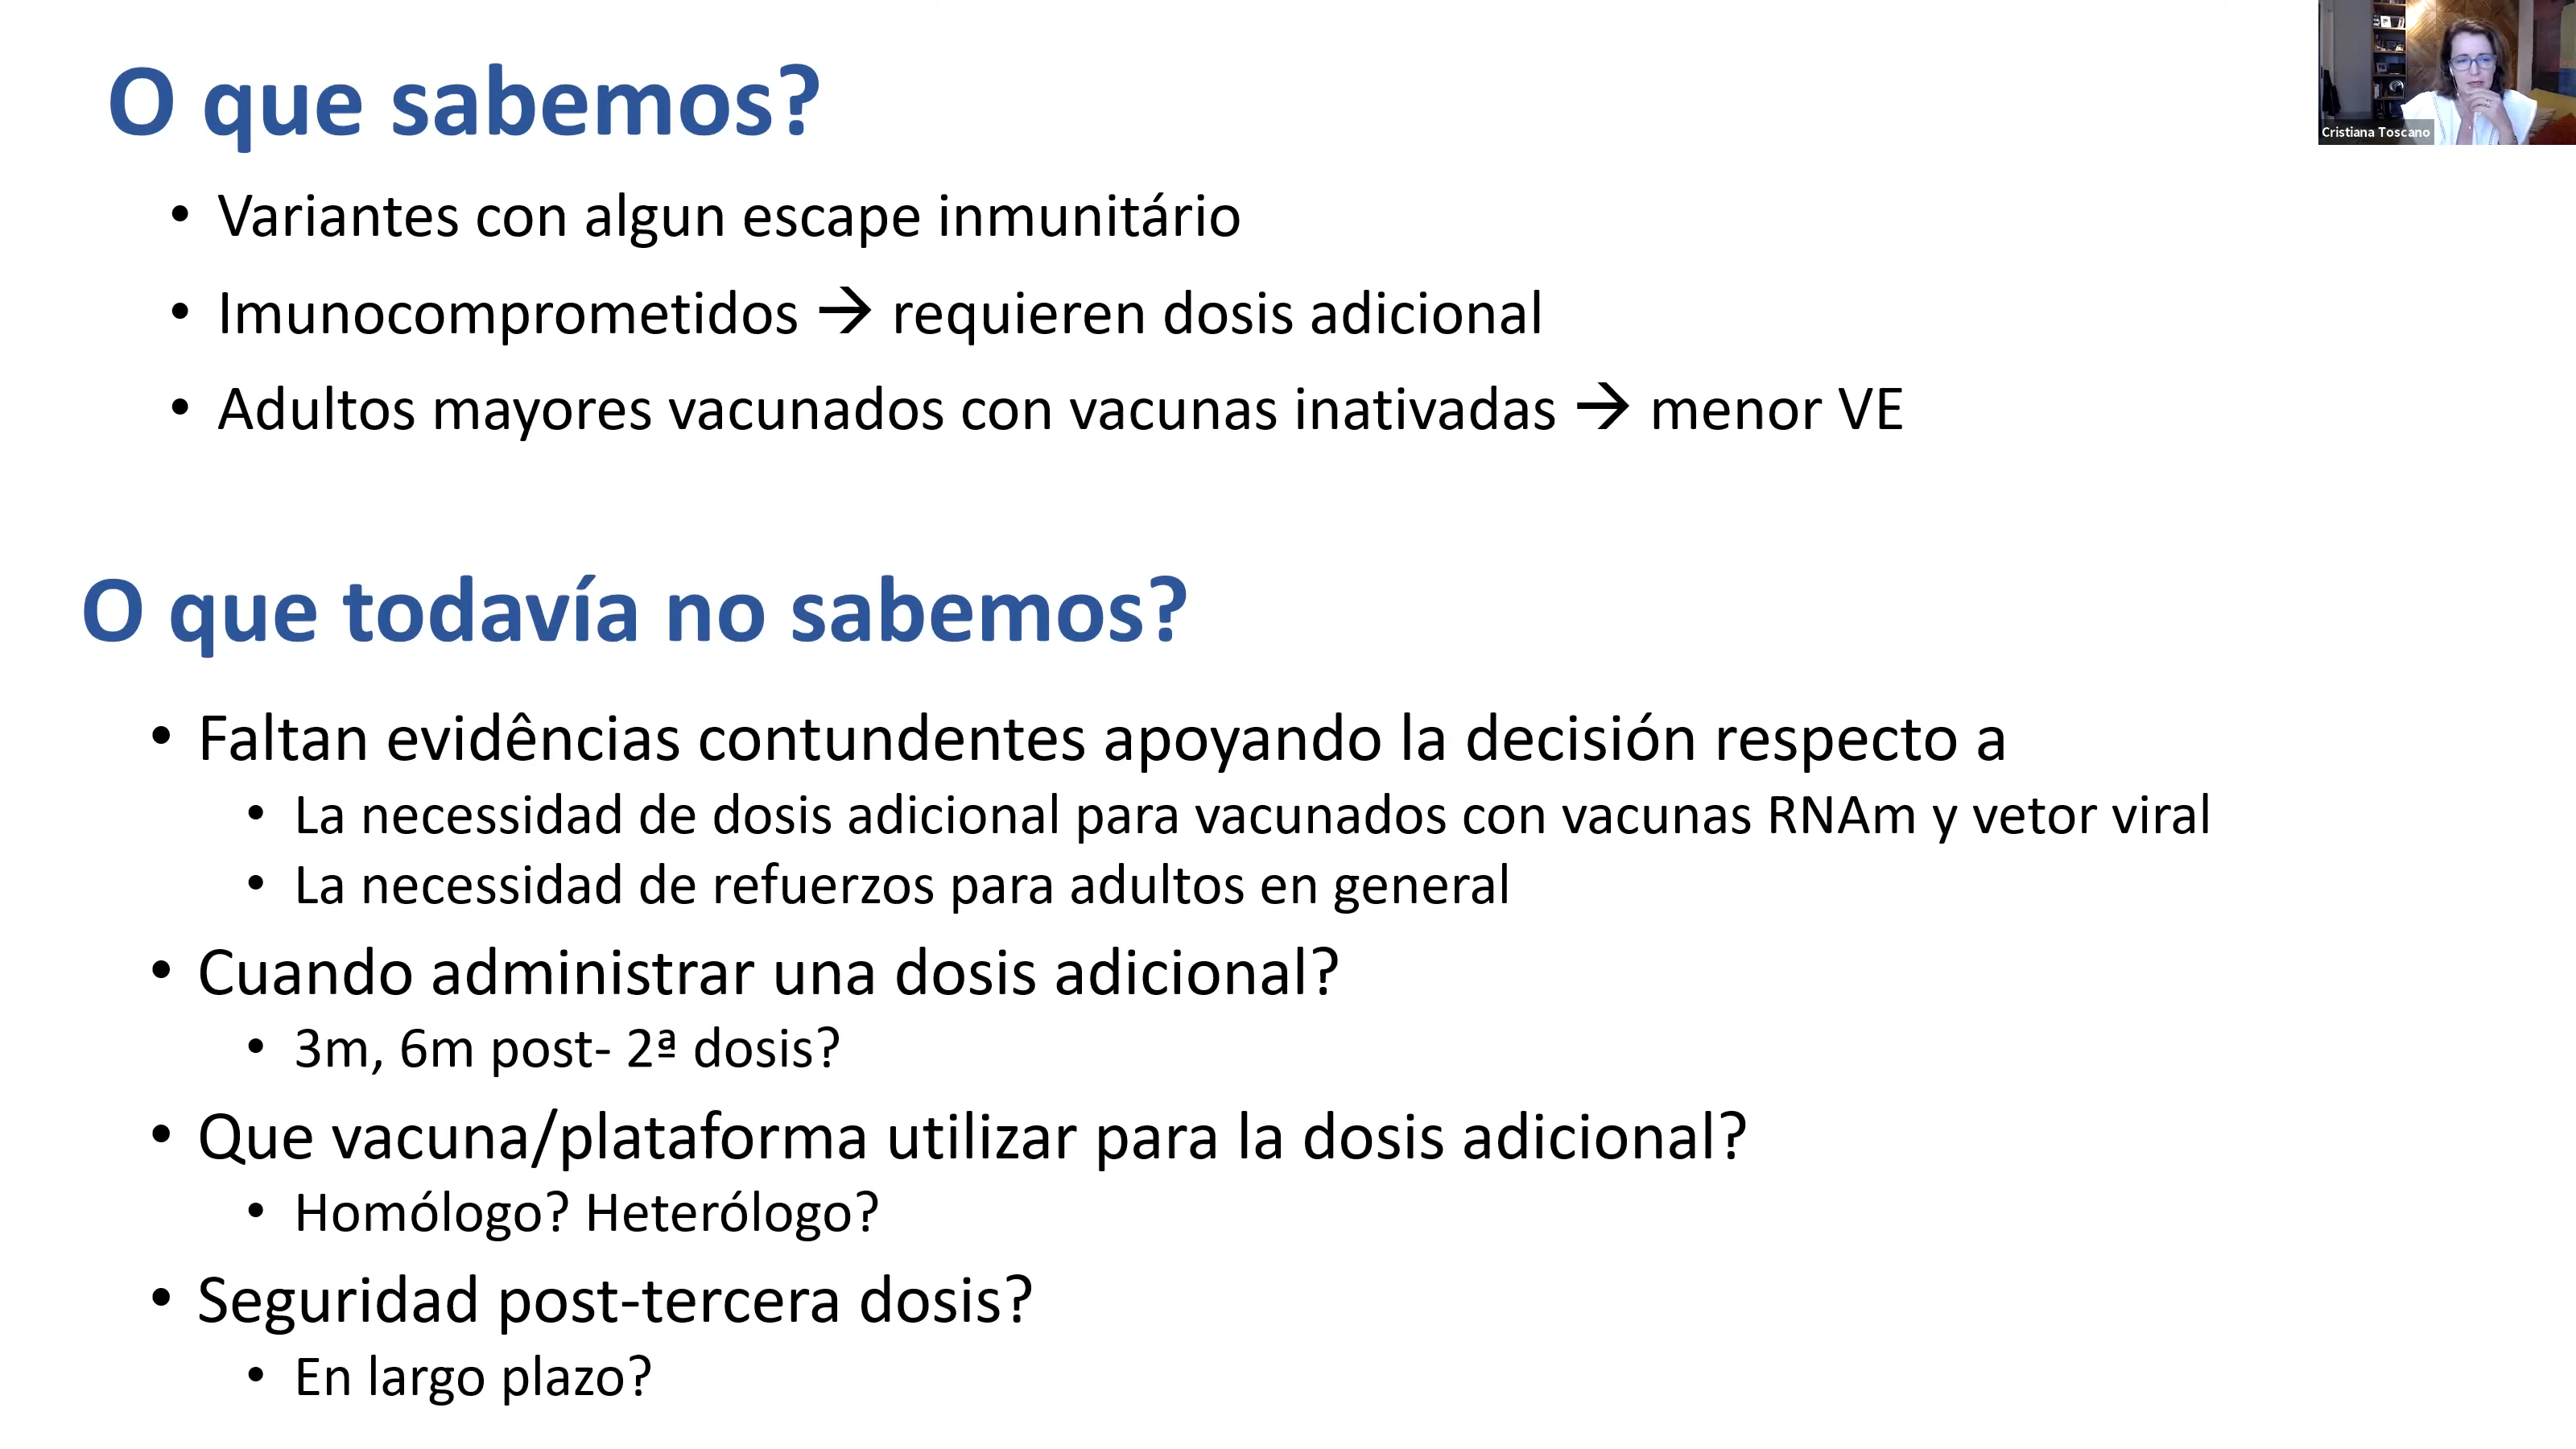 O que sabemos?
Cristiana Toscano
• Variantes con algun escape inmunitário
• Imunocomprometidos → requieren dosis adicional
• Adultos mayores vacunados con vacunas inativadas → menor VE
O que todavía no sabemos?
• Faltan evidências contundentes apoyando la decisión respecto a
• La necessidad de dosis adicional para vacunados con vacunas RNAm y vetor viral
• La necessidad de refuerzos para adultos en general
• Cuando administrar una dosis adicional?
• 3m, 6m post- 2ª dosis?
• Que vacuna/plataforma utilizar para la dosis adicional?
• Homólogo? Heterólogo?
• Seguridad post-tercera dosis?
• En largo plazo?